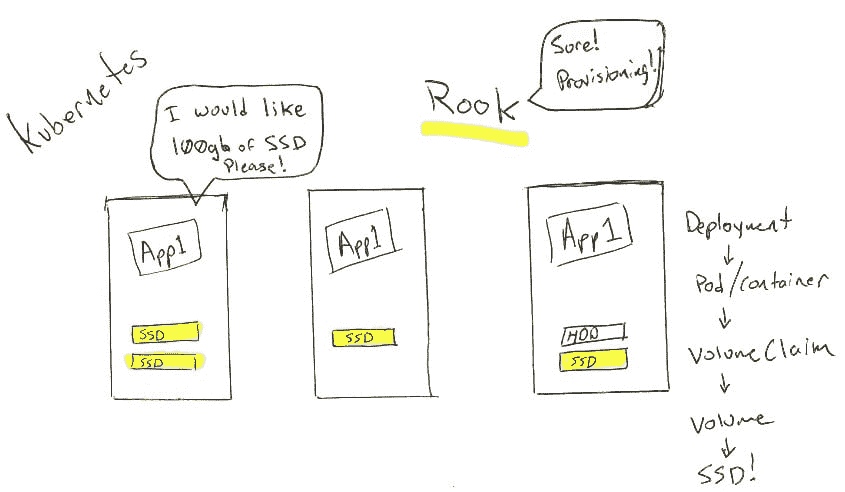 Kubernetes
I would like
100gb of SSD
Please!
Rook
Sure!
Provisioning!
App1
SSD
SSD
App1
SSD
App1
HDD
SSD
Deployment
↓
Pod/container
↓
VolumeClaim
↓
Volume
↓
SSD!